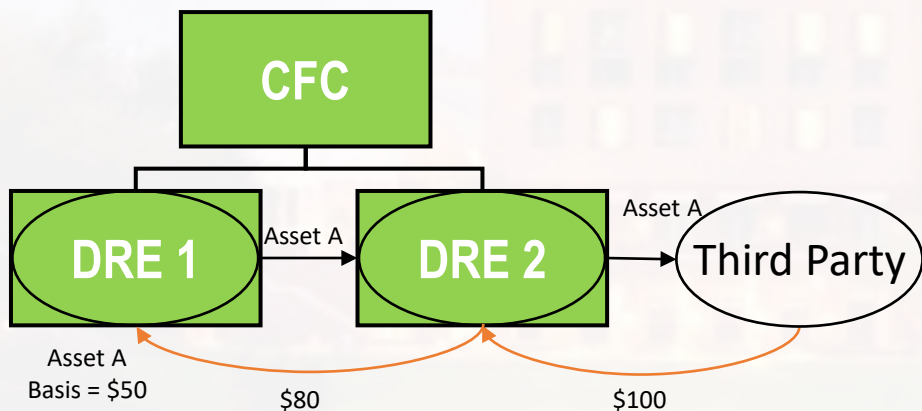 CFC
DRE 1
Asset A
DRE 2
Asset A
Third Party
Asset A
Basis = $50
$80
$100